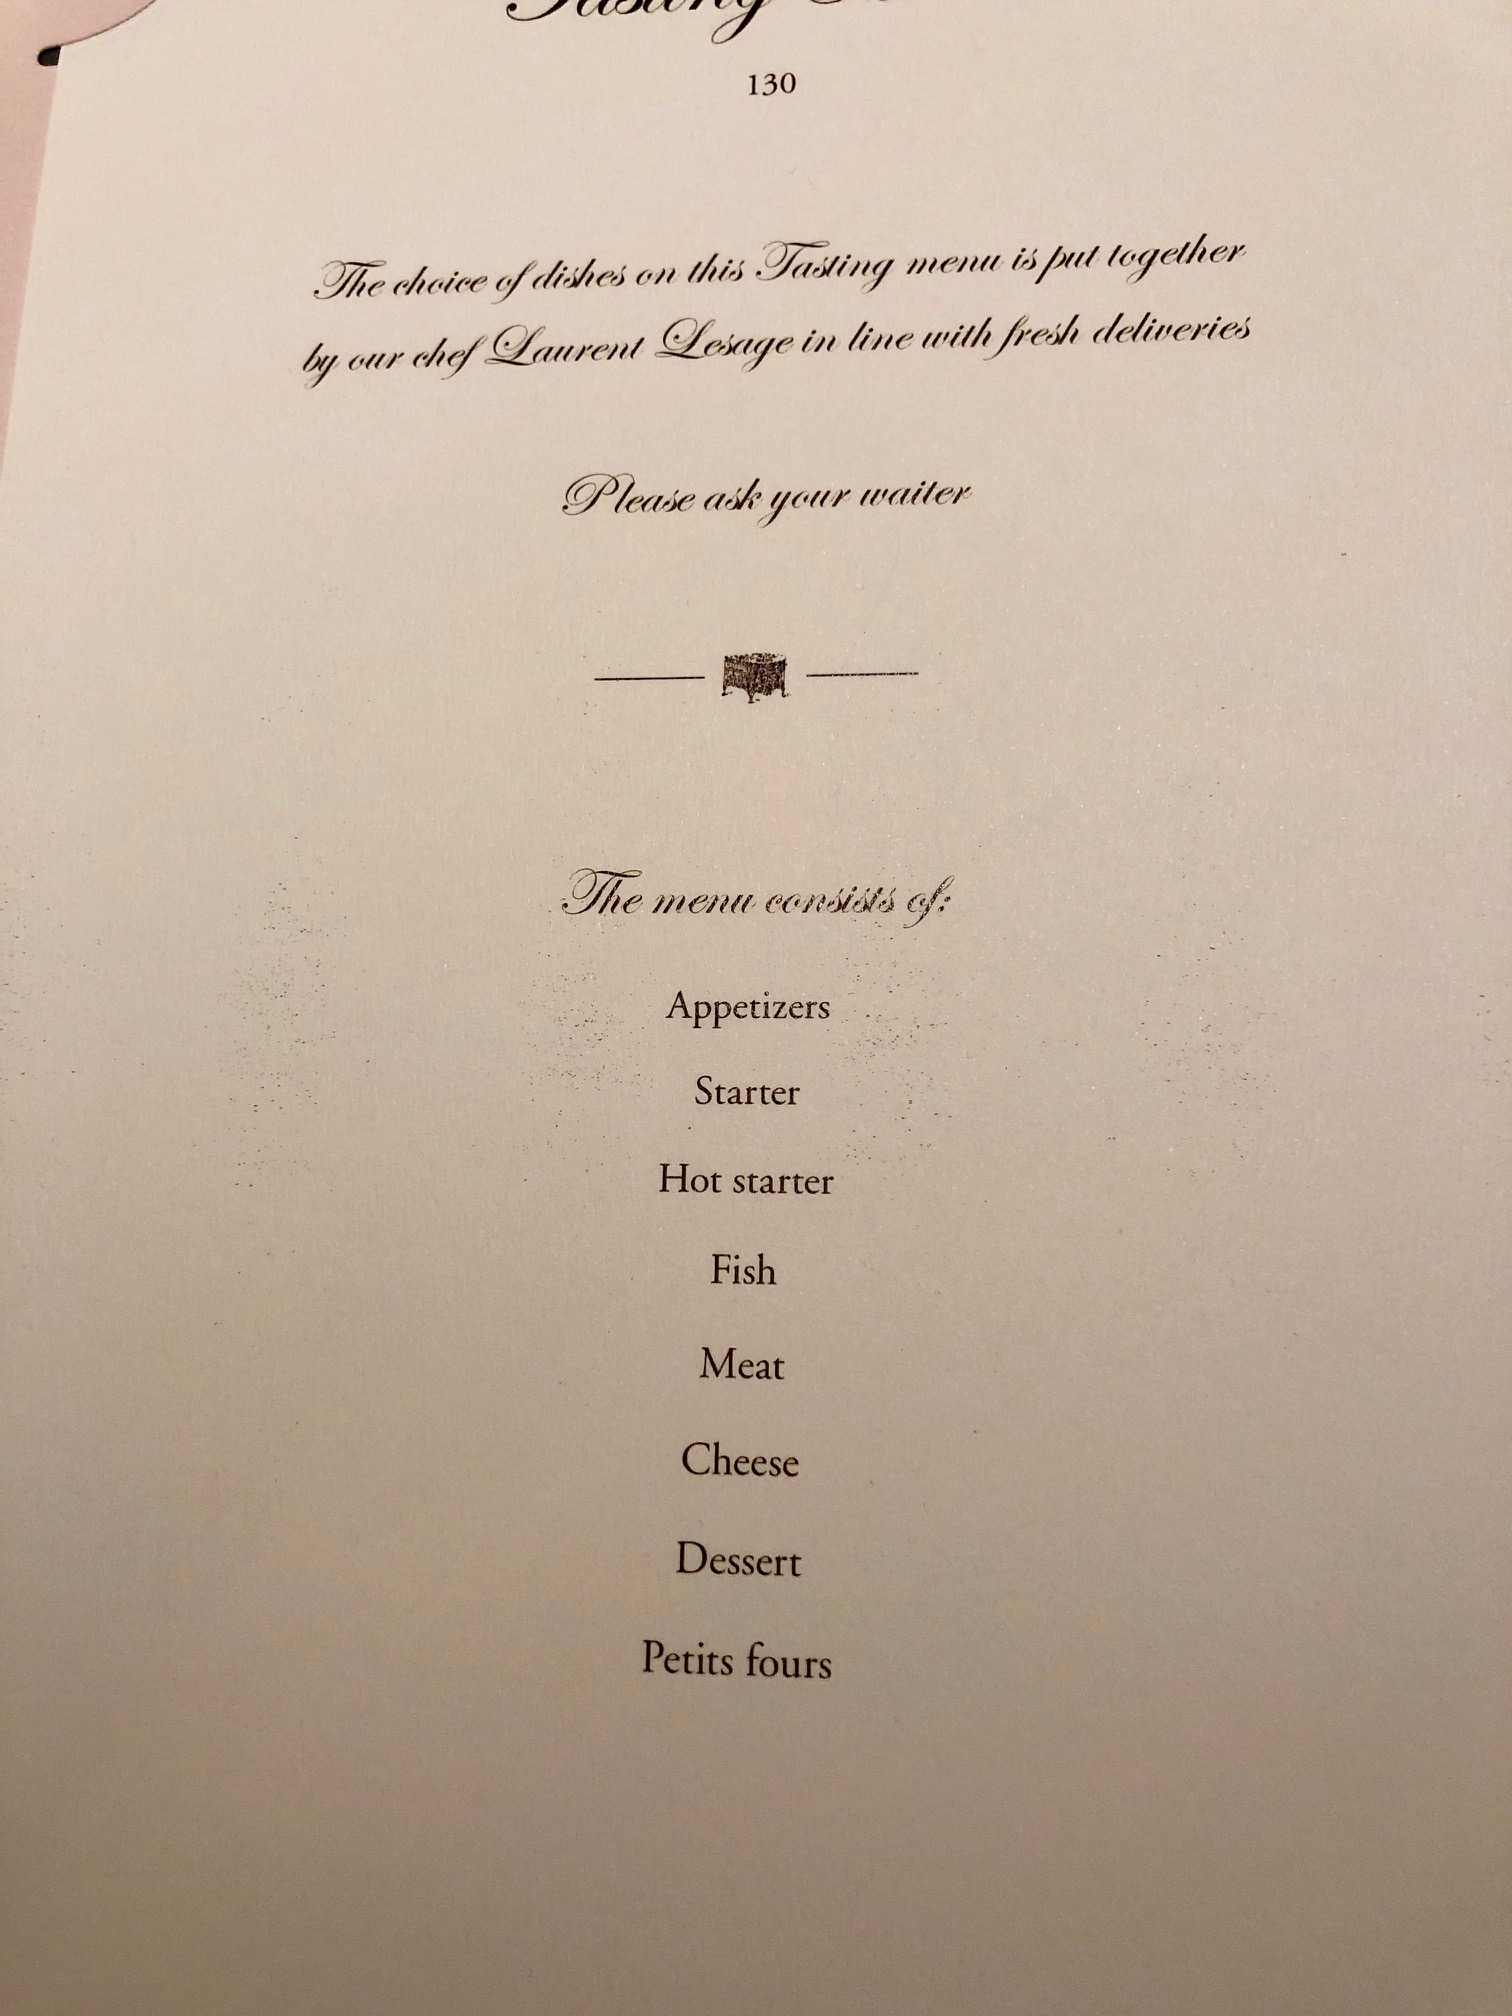 Tasting
130
The choice of dishes on this Tasting menu is put together
by our chef Laurent Lesage in line with fresh deliveries
Please ask your waiter
The menu consists of:
Appetizers
Starter
Hot starter
Fish
Meat
Cheese
Dessert
Petits fours